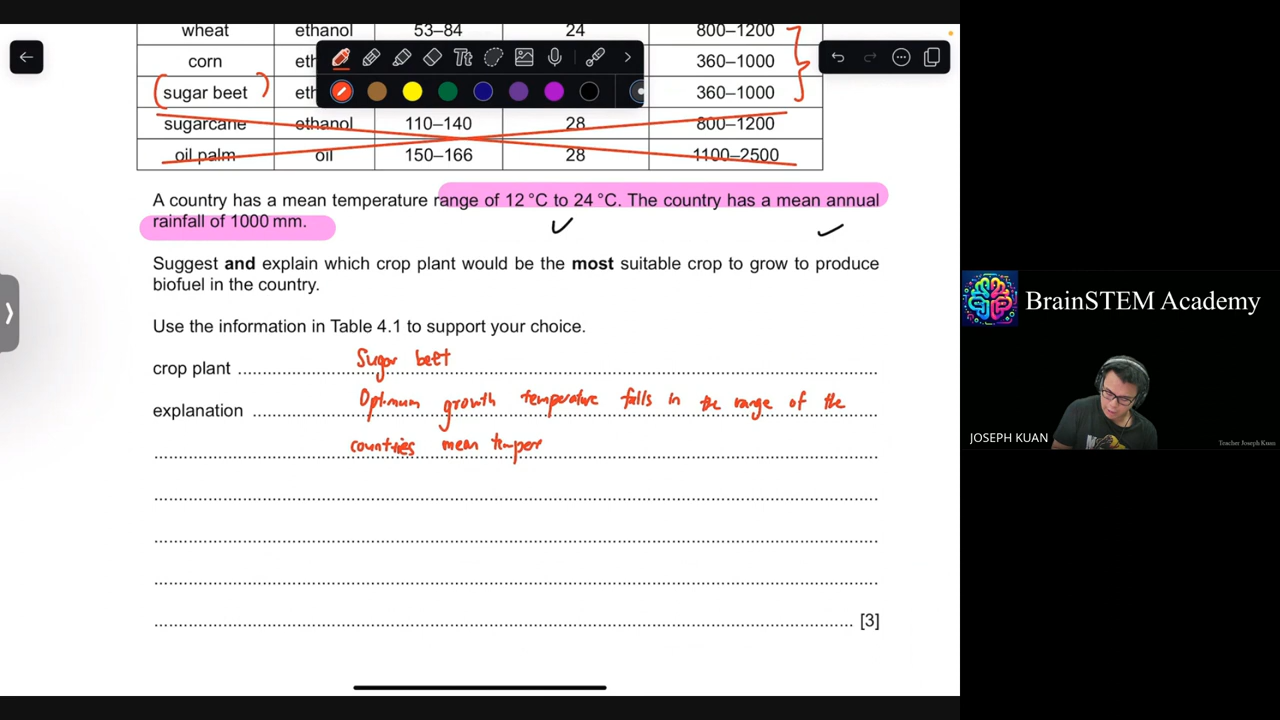 wheat ethanol 53–84 24 800–1200
corn eth 360–1000
sugar beet eth 360–1000
sugarcane ethanol 110–140 28 800–1200
oil palm oil 150–166 28 1100–2500
A country has a mean temperature range of 12 °C to 24 °C. The country has a mean annual
rainfall of 1000 mm.
Suggest and explain which crop plant would be the most suitable crop to grow to produce
biofuel in the country.
Use the information in Table 4.1 to support your choice.
crop plant Sugar beet
explanation Optimum growth temperature falls in the range of the
countries mean temper
[3]
Tt
BrainSTEM Academy
JOSEPH KUAN
Teacher Joseph Kuan